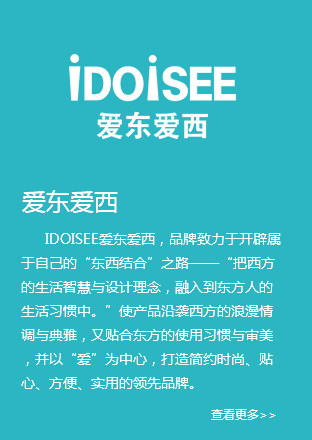 iDOiSEE
爱东爱西
爱东爱西
IDOISEE爱东爱西，品牌致力于开辟属
于自己的“东西结合”之路——“把西方
的生活智慧与设计理念，融入到东方人的
生活习惯中。”使产品沿袭西方的浪漫情
调与典雅，又贴合东方的使用习惯与审美
，并以“爱”为中心，打造简约时尚、贴
心、方便、实用的领先品牌。
查看更多>>